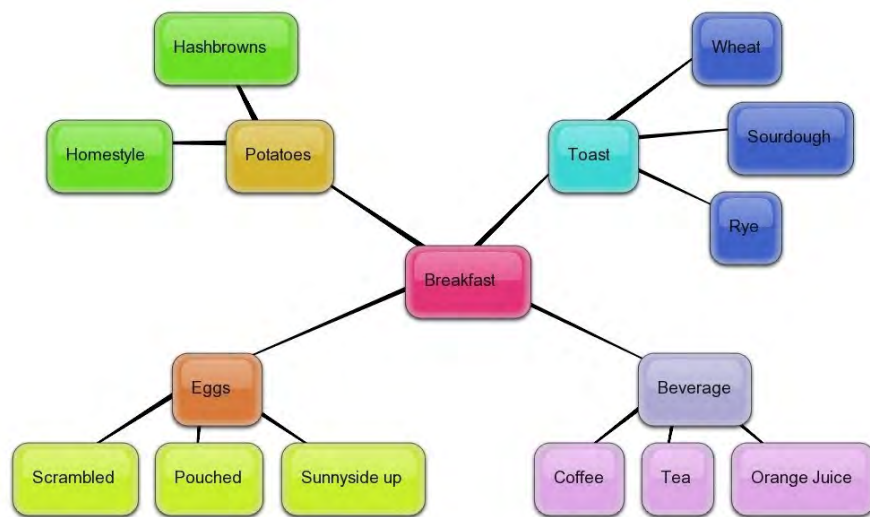 Hashbrowns
Wheat
Homestyle
Potatoes
Toast
Sourdough
Rye
Breakfast
Eggs
Beverage
Scrambled
Pouched
Sunnyside up
Coffee
Tea
Orange Juice